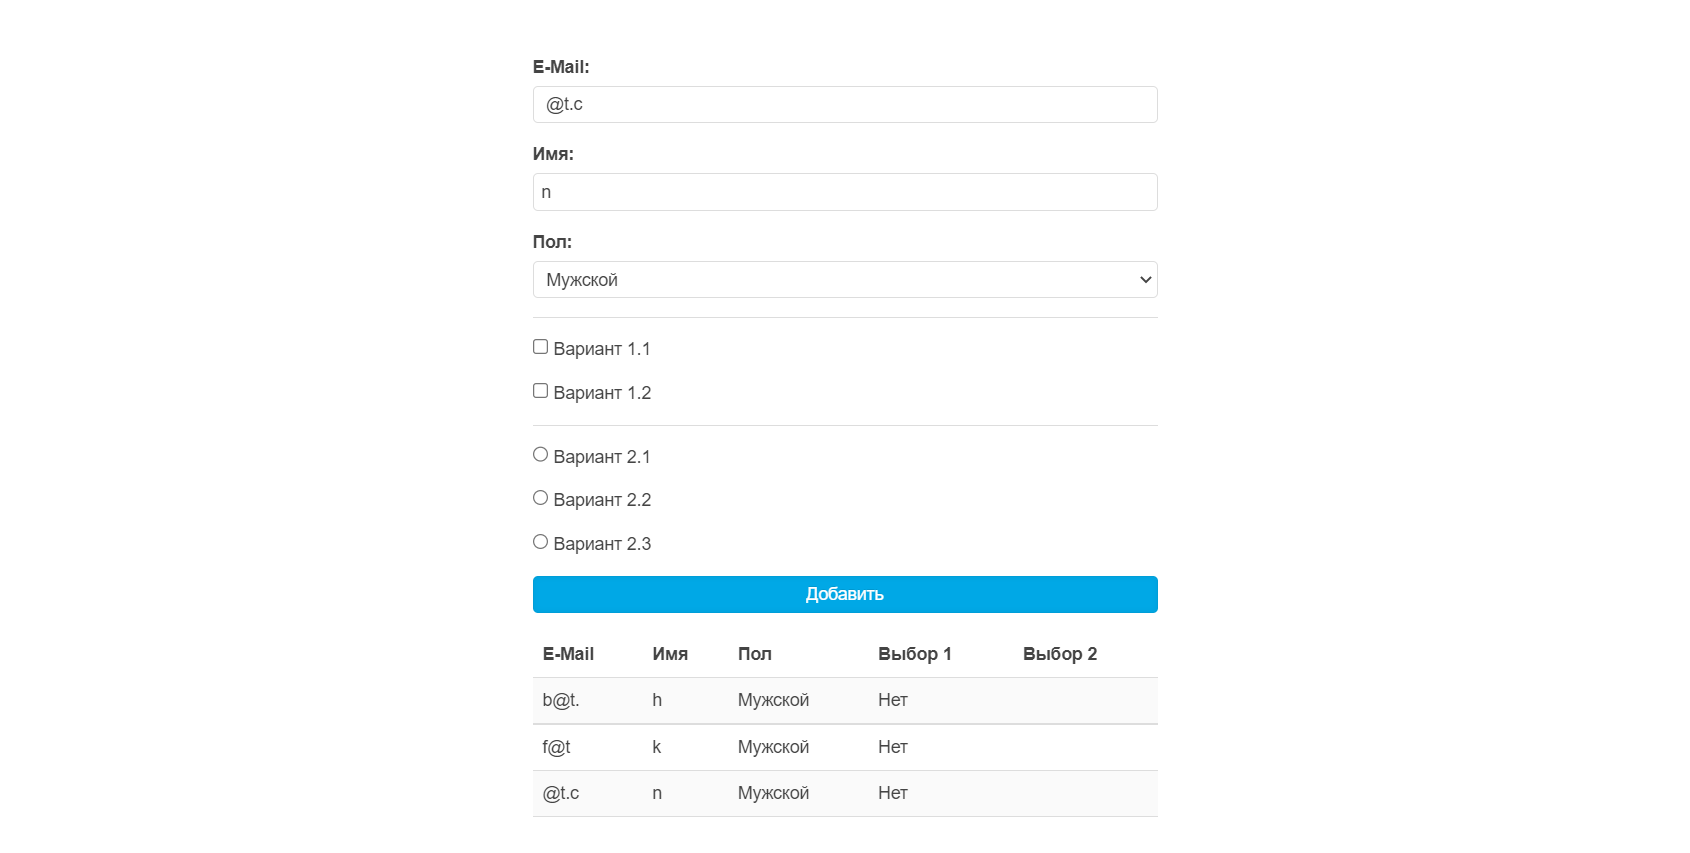 E-Mail:
@t.c
Имя:
n
Пол:
Мужской
Вариант 1.1
Вариант 1.2
Вариант 2.1
Вариант 2.2
Вариант 2.3
Добавить
E-Mail Имя Пол Выбор 1 Выбор 2
b@t. h Мужской Нет
f@t k Мужской Нет
@t.c n Мужской Нет